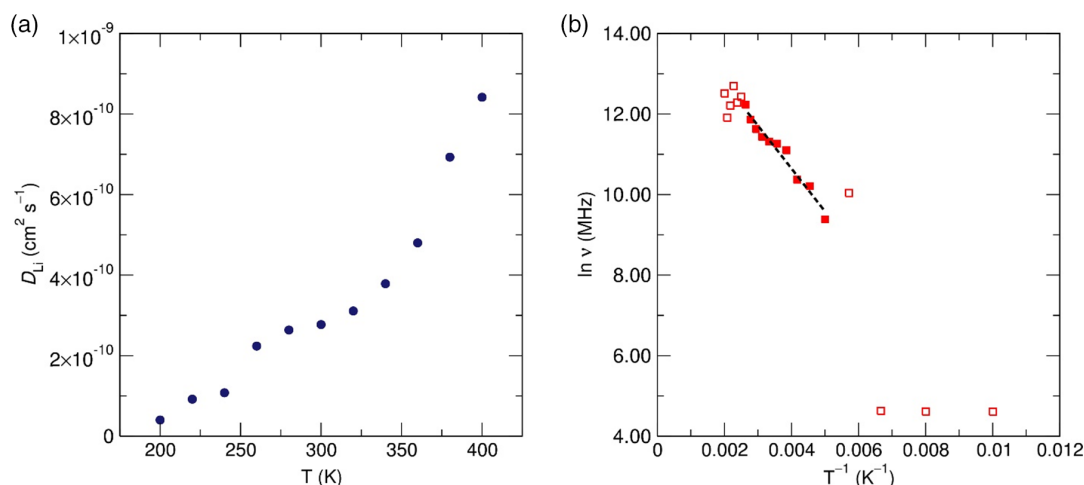 (a)
1×10⁻⁹
8×10⁻¹⁰
6×10⁻¹⁰
4×10⁻¹⁰
2×10⁻¹⁰
0
D_Li (cm² s⁻¹)
200 250 300 350 400
T (K)
(b)
14.00
12.00
10.00
8.00
6.00
4.00
ln ν (MHz)
0 0.002 0.004 0.006 0.008 0.01 0.012
T⁻¹ (K⁻¹)